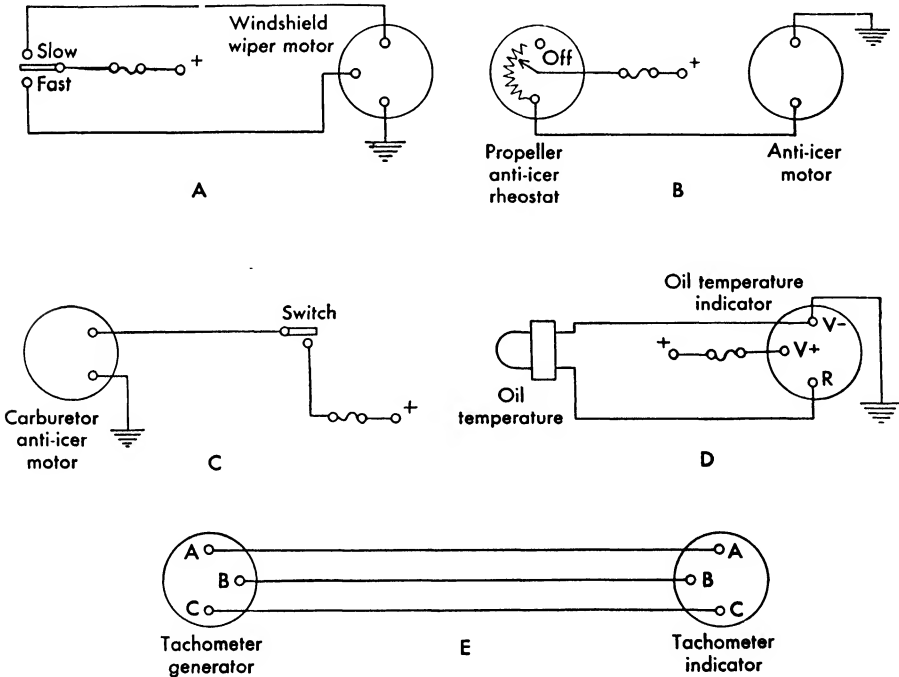 Slow
Fast
+
Windshield
wiper motor
A
Off
+
Propeller
anti-icer
rheostat
Anti-icer
motor
B
Carburetor
anti-icer
motor
Switch
+
C
Oil
temperature
Oil temperature
indicator
+
V-
V+
R
D
A
B
C
Tachometer
generator
A
B
C
Tachometer
indicator
E